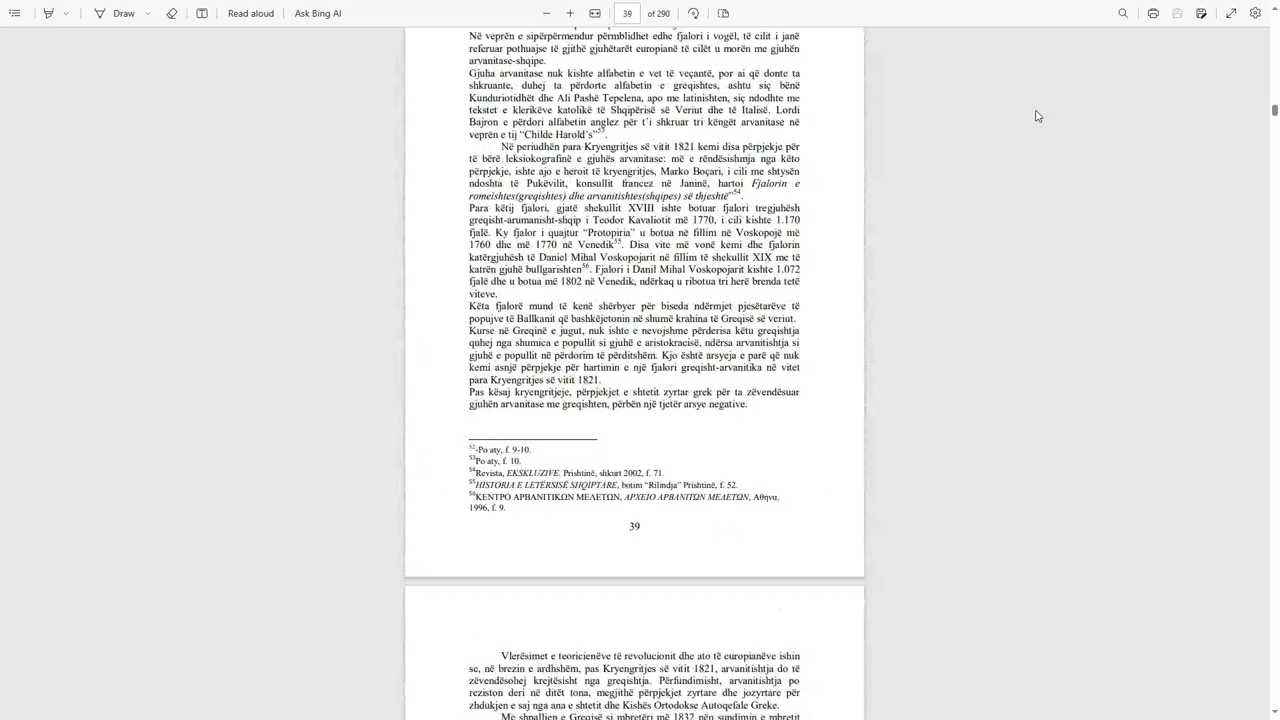 Draw
Read aloud
Ask Bing AI
39
of 290
Në veprën e sipërpërmendur përmblidhet edhe fjalori i vogël, të cilit i janë
referuar pothuajse të gjithë gjuhëtarët europianë të cilët u morën me gjuhën
arvanitase-shqipe.
Gjuha arvanitase nuk kishte alfabetin e vet të veçantë, por ai që donte ta
shkruante, duhej ta përdorte alfabetin e greqishtes, ashtu siç bënë
Kunduriotidhët dhe Ali Pashë Tepelena, apo me latinishten, siç ndodhte me
tekstet e klerikëve katolikë të Shqipërisë së Veriut dhe të Italisë. Lordi
Bajron e përdori alfabetin anglez për t'i shkruar tri këngët arvanitase në
veprën e tij “Childe Harold’s”53.
Në periudhën para Kryengritjes së vitit 1821 kemi disa përpjekje për
të bërë leksiokografinë e gjuhës arvanitase: më e rëndësishmja nga këto
përpjekje, ishte ajo e heroit të kryengritjes, Marko Boçari, i cili me shtysën
ndoshta të Pukëvilit, konsullit francez në Janinë, hartoi Fjalorin e
romeishtes(greqishtes) dhe arvanitishtes(shqipes) së thjeshtë”54.
Para këtij fjalori, gjatë shekullit XVIII ishte botuar fjalori tregjuhësh
greqisht-arumanisht-shqip i Teodor Kavaliotit më 1770, i cili kishte 1.170
fjalë. Ky fjalor i quajtur “Protopiria” u botua në fillim në Voskopojë më
1760 dhe më 1770 në Venedik55. Disa vite më vonë kemi dhe fjalorin
katërgjuhësh të Daniel Mihal Voskopojarit në fillim të shekullit XIX me të
katrën gjuhë bullgarishten56. Fjalori i Danil Mihal Voskopojarit kishte 1.072
fjalë dhe u botua më 1802 në Venedik, ndërkaq u ribotua tri herë brenda tetë
viteve.
Këta fjalorë mund të kenë shërbyer për biseda ndërmjet pjesëtarëve të
popujve të Ballkanit që bashkëjetonin në shumë krahina të Greqisë së veriut.
Kurse në Greqinë e jugut, nuk ishte e nevojshme përderisa këtu greqishtja
quhej nga shumica e popullit si gjuhë e aristokracisë, ndërsa arvanitishtja si
gjuhë e popullit në përdorim të përditshëm. Kjo është arsyeja e parë që nuk
kemi asnjë përpjekje për hartimin e një fjalori greqisht-arvanitika në vitet
para Kryengritjes së vitit 1821.
Pas kësaj kryengritjeje, përpjekjet e shtetit zyrtar grek për ta zëvendësuar
gjuhën arvanitase me greqishten, përbën një tjetër arsye negative.
52-Po aty, f. 9-10.
53Po aty, f. 10.
54Revista, EKSKLUZIVE. Prishtinë, shkurt 2002, f. 71.
55HISTORIA E LETËRSISË SHQIPTARE, botim “Rilindja” Prishtinë, f. 52.
56ΚΕΝΤΡΟ ΑΡΒΑΝΙΤΙΚΩΝ ΜΕΛΕΤΩΝ, ΑΡΧΕΙΟ ΑΡΒΑΝΙΤΩΝ ΜΕΛΕΤΩΝ, Αθηνα,
1996, f. 9.
39
Vlerësimet e teoricienëve të revolucionit dhe ato të europianëve ishin
se, në brezin e ardhshëm, pas Kryengritjes së vitit 1821, arvanitishtja do të
zëvendësohej krejtësisht nga greqishtja. Përfundimisht, arvanitishtja po
reziston deri në ditët tona, megjithë përpjekjet zyrtare dhe jozyrtare për
zhdukjen e saj nga ana e shtetit dhe Kishës Ortodokse Autoqefale Greke.
Me shpalljen e Greqisë si mbretëri më 1832 nën sundimin e mbretit